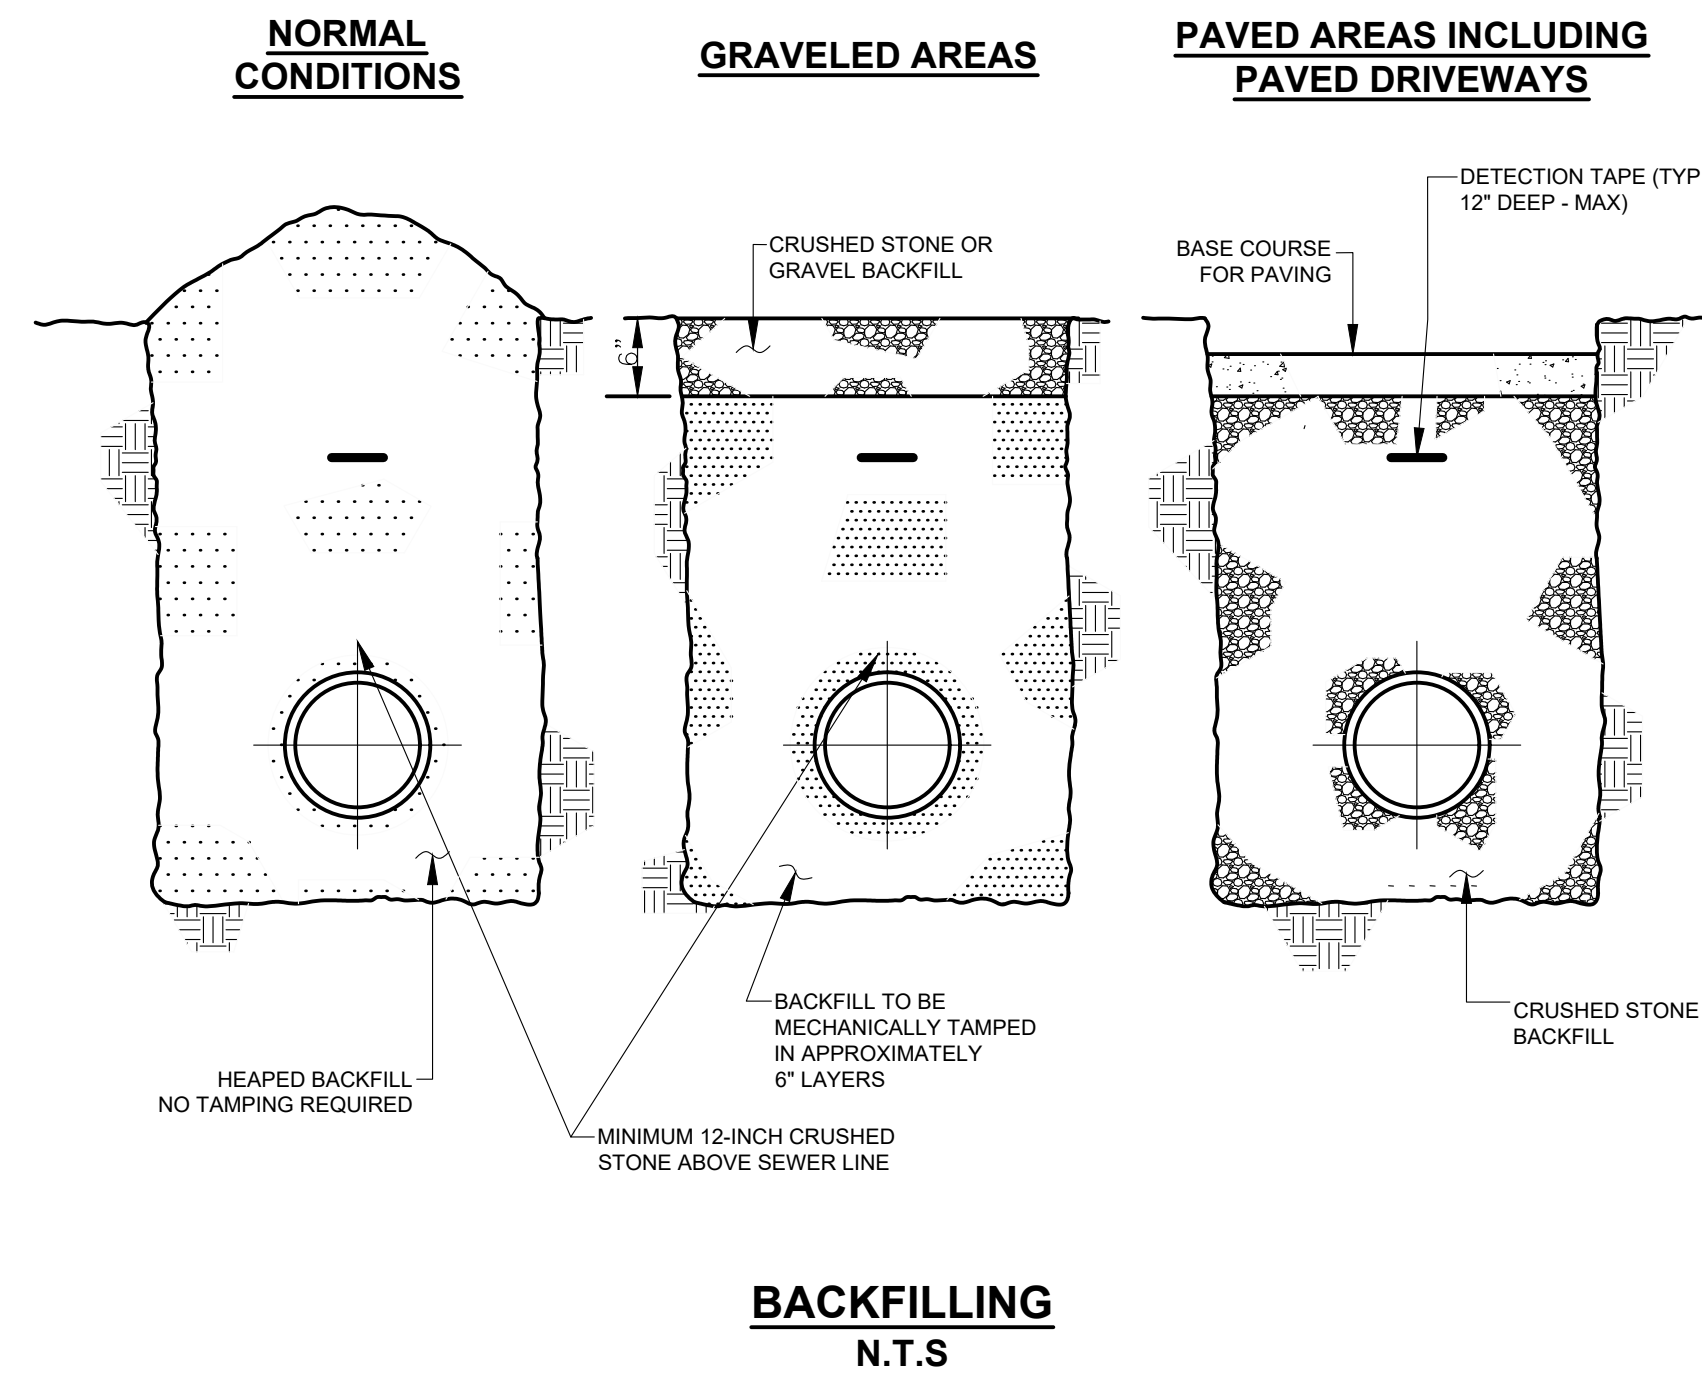 NORMAL
CONDITIONS
GRAVELED AREAS
PAVED AREAS INCLUDING
PAVED DRIVEWAYS
DETECTION TAPE (TYP
12" DEEP - MAX)
CRUSHED STONE OR
GRAVEL BACKFILL
BASE COURSE
FOR PAVING
6"
BACKFILL TO BE
MECHANICALLY TAMPED
IN APPROXIMATELY
6" LAYERS
CRUSHED STONE
BACKFILL
HEAPED BACKFILL
NO TAMPING REQUIRED
MINIMUM 12-INCH CRUSHED
STONE ABOVE SEWER LINE
BACKFILLING
N.T.S